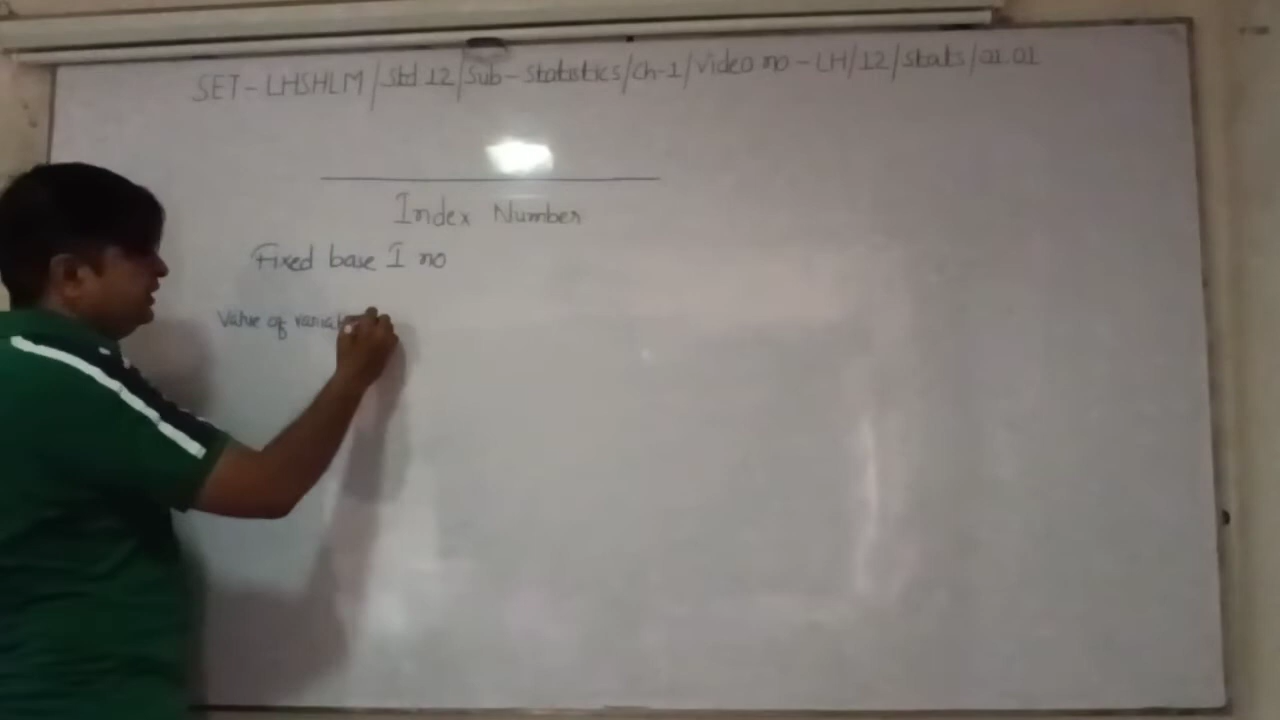 SET - LHSHLM / Std 12 / Sub - Statistics / Ch-1 / Video no - LH / 12 / Stats / 01.01
Index Number
Fixed base I no
Value of